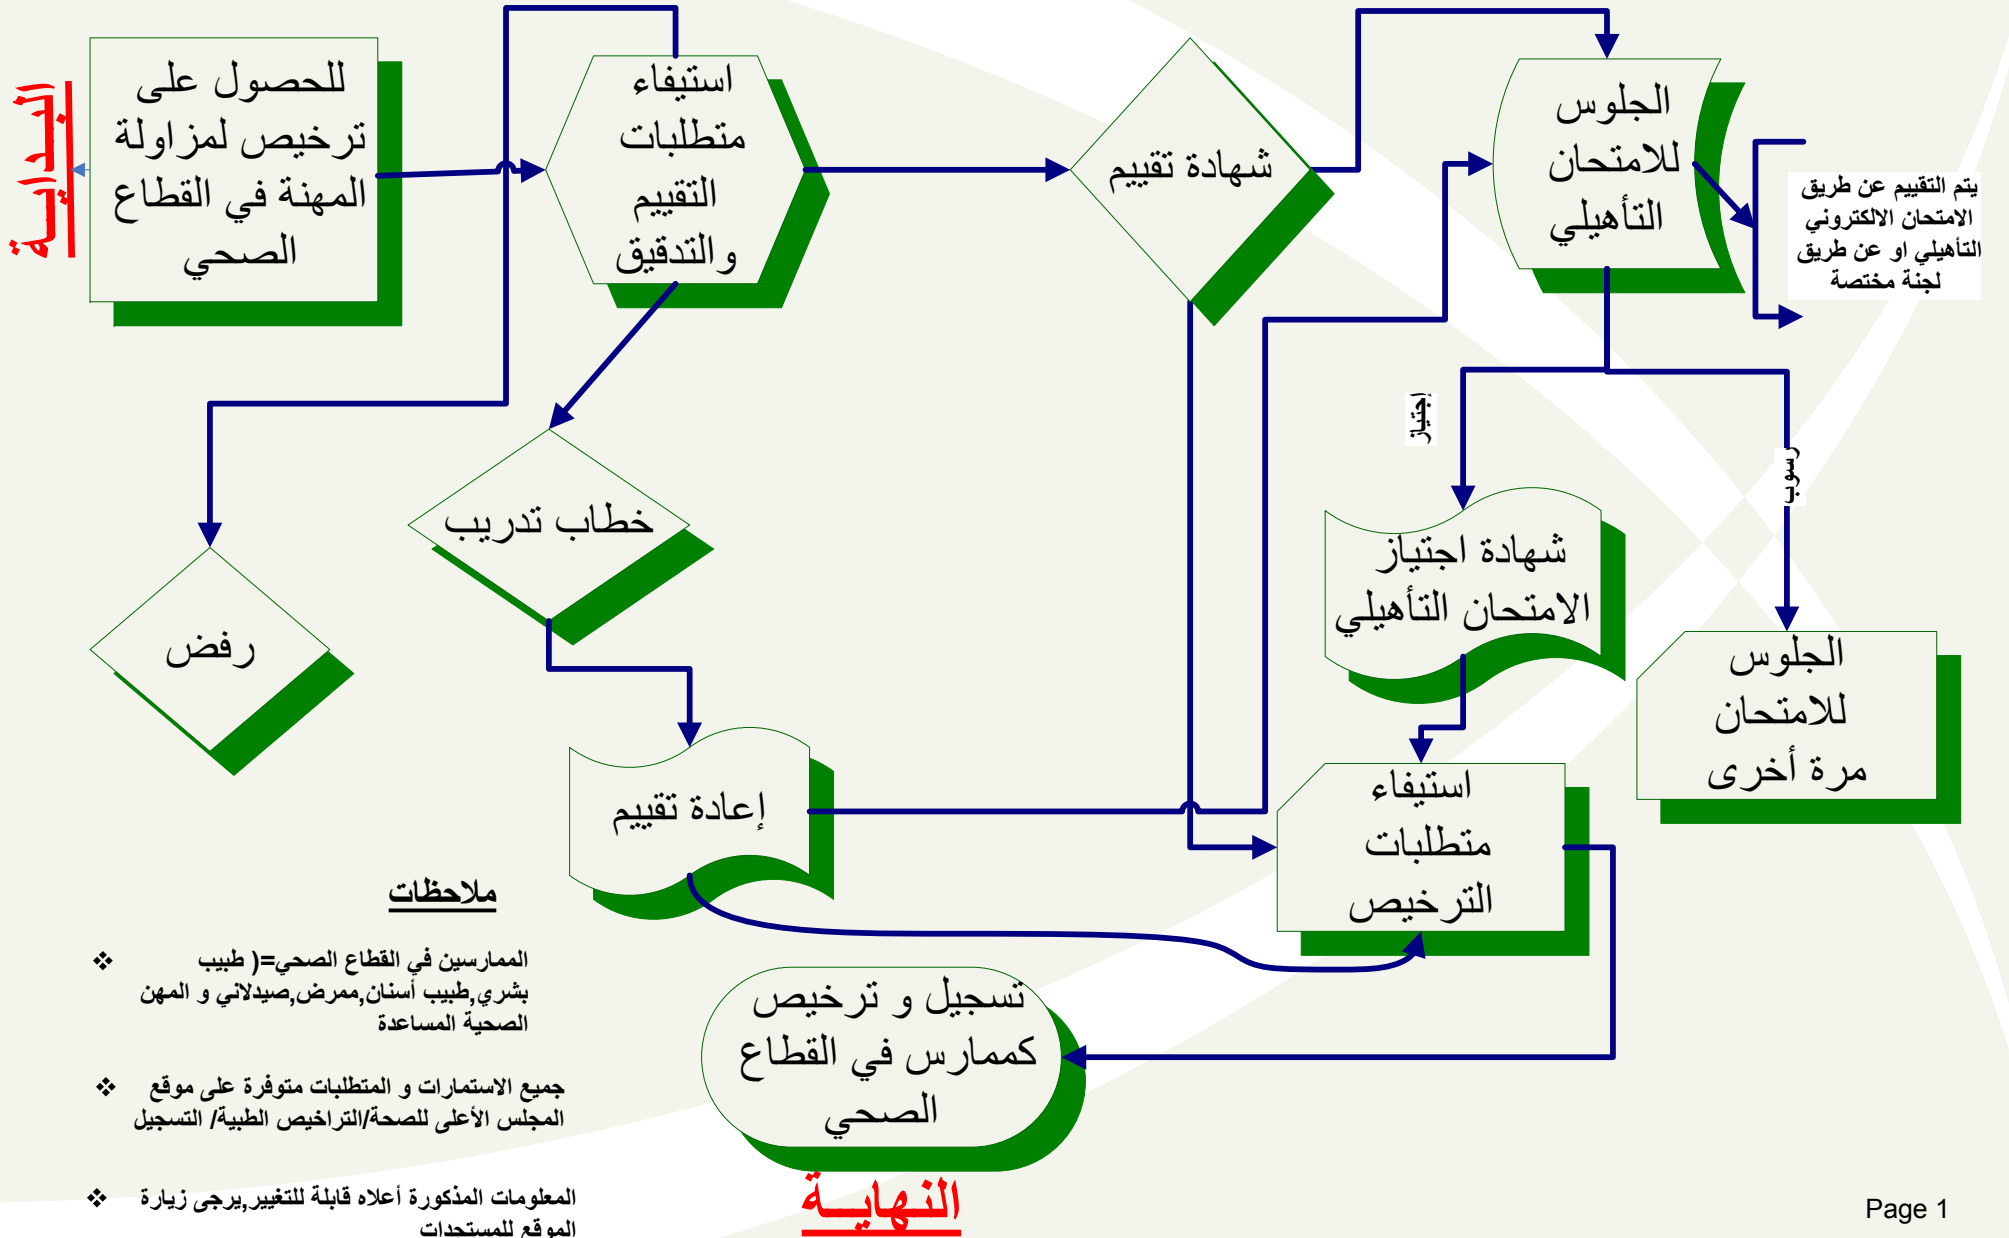 البدايـــة
للحصول على
ترخيص لمزاولة
المهنة في القطاع
الصحي
استيفاء
متطلبات
التقييم
والتدقيق
شهادة تقييم
الجلوس
للامتحان
التأهيلي
يتم التقييم عن طريق
الامتحان الالكتروني
التأهيلي او عن طريق
لجنة مختصة
إجتياز
رسوب
خطاب تدريب
رفض
شهادة اجتياز
الامتحان التأهيلي
الجلوس
للامتحان
مرة أخرى
إعادة تقييم
استيفاء
متطلبات
الترخيص
تسجيل و ترخيص
كممارس في القطاع
الصحي
النـهايـــة
ملاحظات
❖ الممارسين في القطاع الصحي=( طبيب
بشري,طبيب أسنان,ممرض,صيدلاني و المهن
الصحية المساعدة
❖ جميع الاستمارات و المتطلبات متوفرة على موقع
المجلس الأعلى للصحة/التراخيص الطبية/ التسجيل
❖ المعلومات المذكورة أعلاه قابلة للتغيير,يرجى زيارة
الموقع للمستجدات
Page 1